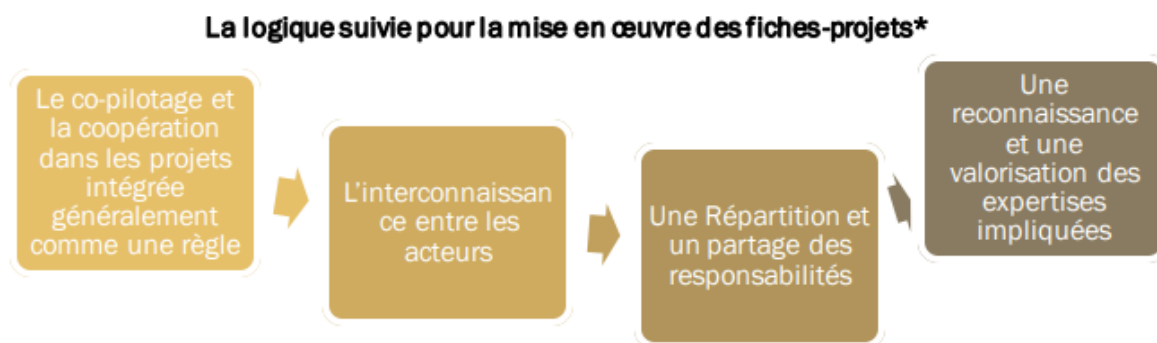 La logique suivie pour la mise en œuvre des fiches-projets*
Le co-pilotage et
la coopération
dans les projets
intégrée
généralement
comme une règle
L'interconnaissan
ce entre les
acteurs
Une Répartition et
un partage des
responsabilités
Une
reconnaissance
et une
valorisation des
expertises
impliquées